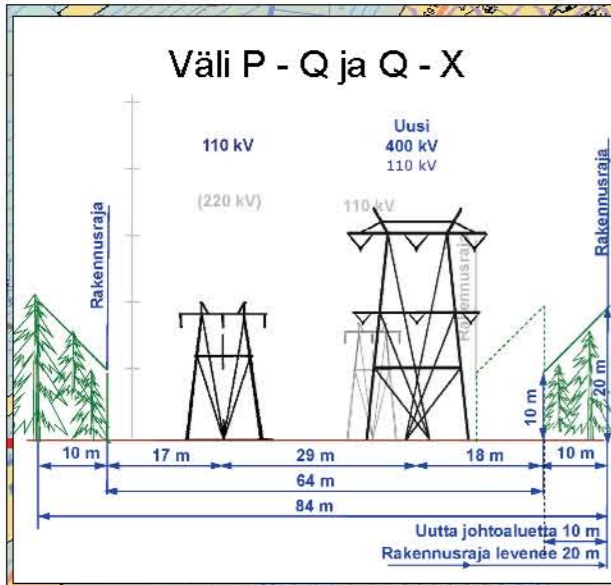 Väli P - Q ja Q - X
110 kV
Uusi
400 kV
110 kV
(220 kV)
110 kV
Rakennusraja
Rakennusraja
Rakennusraja
10 m
20 m
10 m
17 m
29 m
18 m
10 m
64 m
84 m
Uutta johtoaluetta 10 m
Rakennusraja levenee 20 m